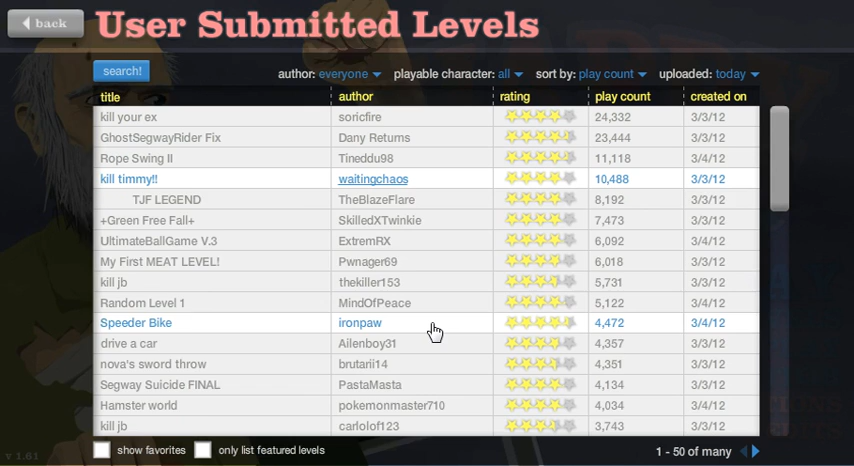 back
User Submitted Levels
search!
author: everyone playable character: all sort by: play count uploaded: today
title author rating play count created on
kill your ex soricfire 24,332 3/3/12
GhostSegwayRider Fix Dany Returns 23,444 3/3/12
Rope Swing II Tineddu98 11,118 3/4/12
kill timmy!! waitingchaos 10,488 3/3/12
TJF LEGEND TheBlazeFlare 8,192 3/3/12
+Green Free Fall+ SkilledXTwinkie 7,473 3/3/12
UltimateBallGame V.3 ExtremRX 6,092 3/4/12
My First MEAT LEVEL! Pwnager69 6,018 3/3/12
kill jb thekiller153 5,731 3/3/12
Random Level 1 MindOfPeace 5,122 3/4/12
Speeder Bike ironpaw 4,472 3/4/12
drive a car Ailenboy31 4,357 3/3/12
nova's sword throw brutarii14 4,351 3/3/12
Segway Suicide FINAL PastaMasta 4,134 3/3/12
Hamster world pokemonmaster710 4,034 3/4/12
kill jb carlolof123 3,743 3/3/12
show favorites only list featured levels 1 - 50 of many
v 1.61